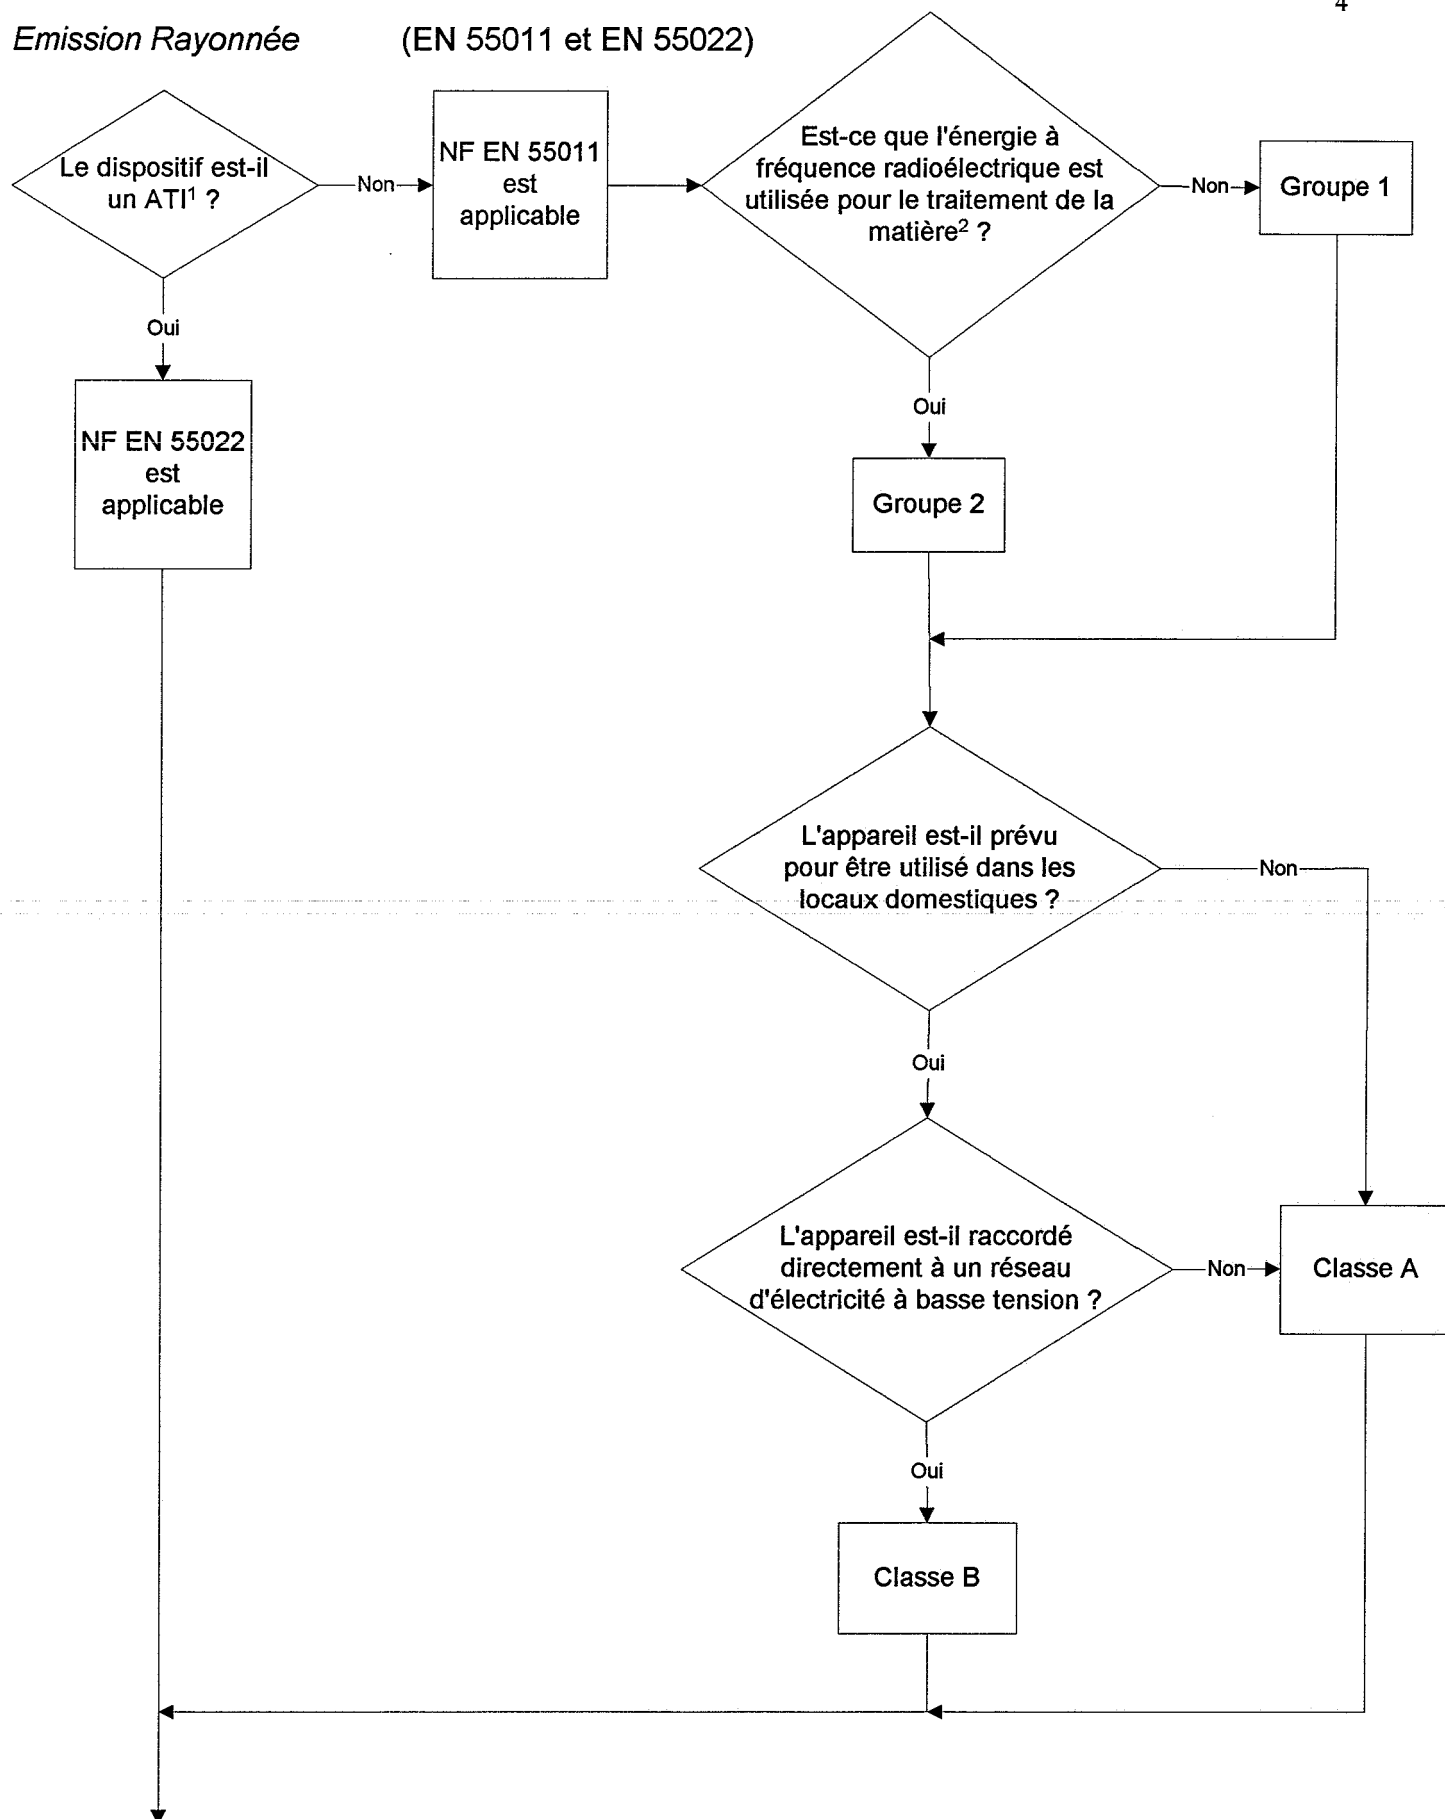 4
Emission Rayonnée (EN 55011 et EN 55022)
Le dispositif est-il
un ATI¹ ?
Non
NF EN 55011
est
applicable
Est-ce que l'énergie à
fréquence radioélectrique est
utilisée pour le traitement de la
matière² ?
Non
Groupe 1
Oui
NF EN 55022
est
applicable
Oui
Groupe 2
L'appareil est-il prévu
pour être utilisé dans les
locaux domestiques ?
Non
Oui
L'appareil est-il raccordé
directement à un réseau
d'électricité à basse tension ?
Non
Classe A
Oui
Classe B